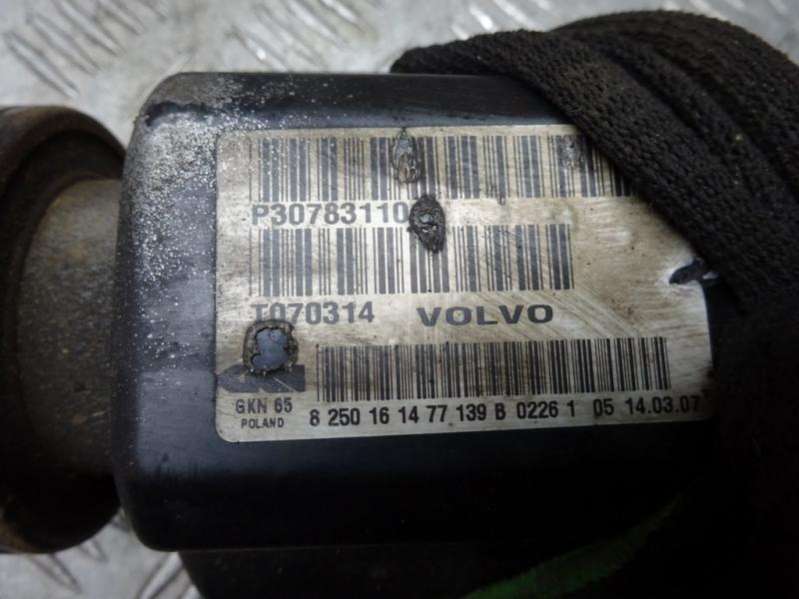 P30783110
T070314 VOLVO
GKN 65
POLAND
8 250 16 14 77 139 B 0226 1 05 14.03.07